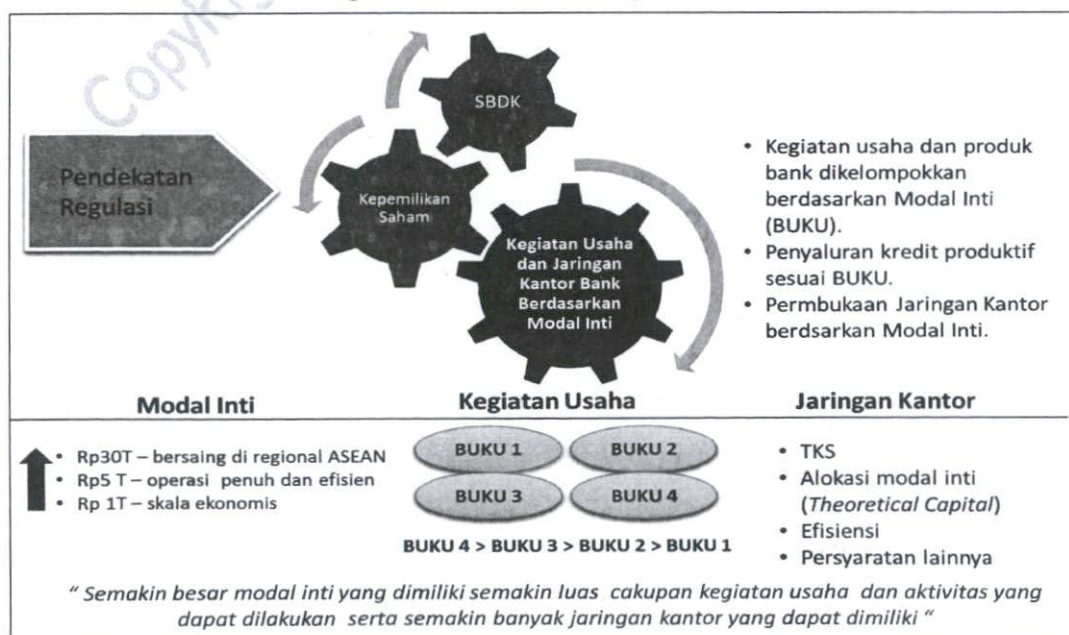 Copyri
SBDK
Pendekatan
Regulasi
Kepemilikan
Saham
Kegiatan Usaha
dan Jaringan
Kantor Bank
Berdasarkan
Modal Inti
• Kegiatan usaha dan produk
bank dikelompokkan
berdasarkan Modal Inti
(BUKU).
• Penyaluran kredit produktif
sesuai BUKU.
• Permbukaan Jaringan Kantor
berdsarkan Modal Inti.
Modal Inti
• Rp30T – bersaing di regional ASEAN
• Rp5 T – operasi penuh dan efisien
• Rp 1T – skala ekonomis
Kegiatan Usaha
BUKU 1
BUKU 2
BUKU 3
BUKU 4
BUKU 4 > BUKU 3 > BUKU 2 > BUKU 1
Jaringan Kantor
• TKS
• Alokasi modal inti
(Theoretical Capital)
• Efisiensi
• Persyaratan lainnya
“ Semakin besar modal inti yang dimiliki semakin luas cakupan kegiatan usaha dan aktivitas yang
dapat dilakukan serta semakin banyak jaringan kantor yang dapat dimiliki “